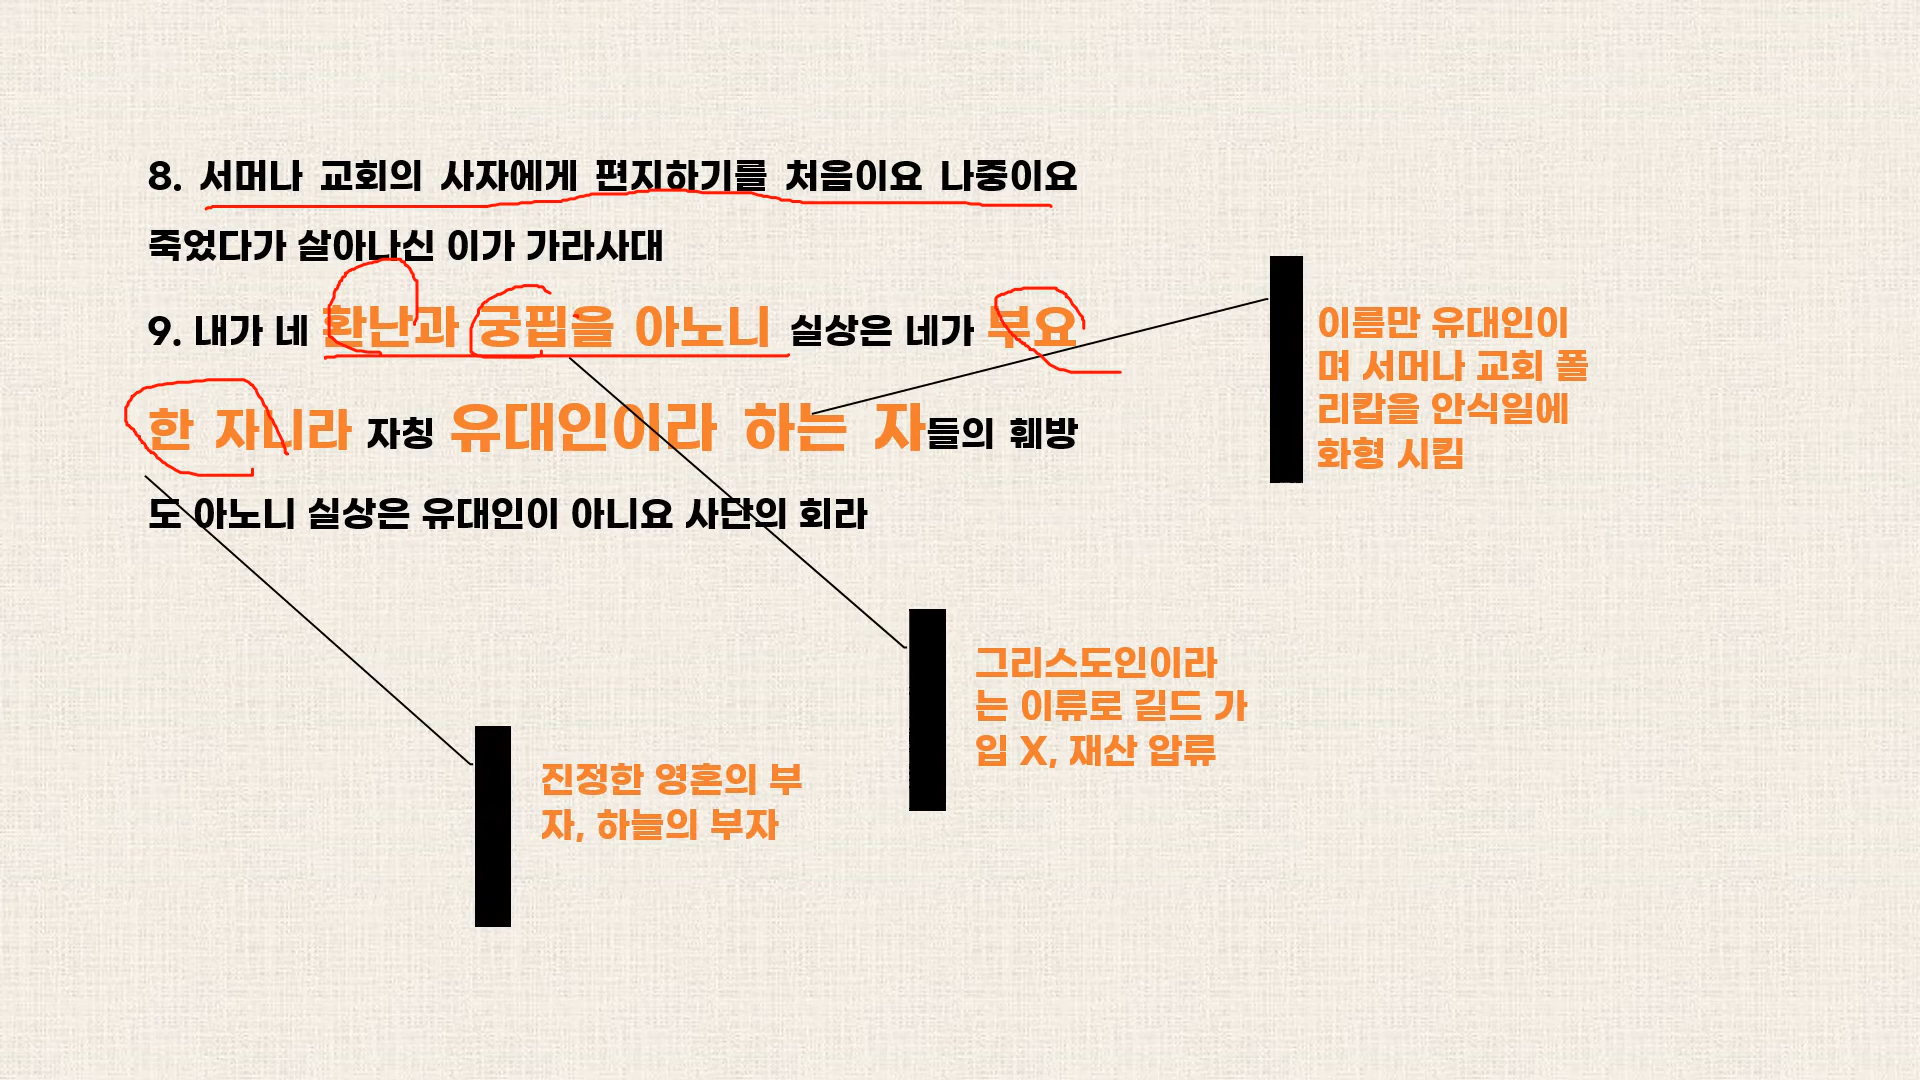 8. 서머나 교회의 사자에게 편지하기를 처음이요 나중이요
죽었다가 살아나신 이가 가라사대
9. 내가 네 환난과 궁핍을 아노니 실상은 네가 부요
한 자니라 자칭 유대인이라 하는 자들의 훼방
도 아노니 실상은 유대인이 아니요 사단의 회라
이름만 유대인이
며 서머나 교회 폴
리캅을 안식일에
화형 시킴
그리스도인이라
는 이류로 길드 가
입 X, 재산 압류
진정한 영혼의 부
자, 하늘의 부자